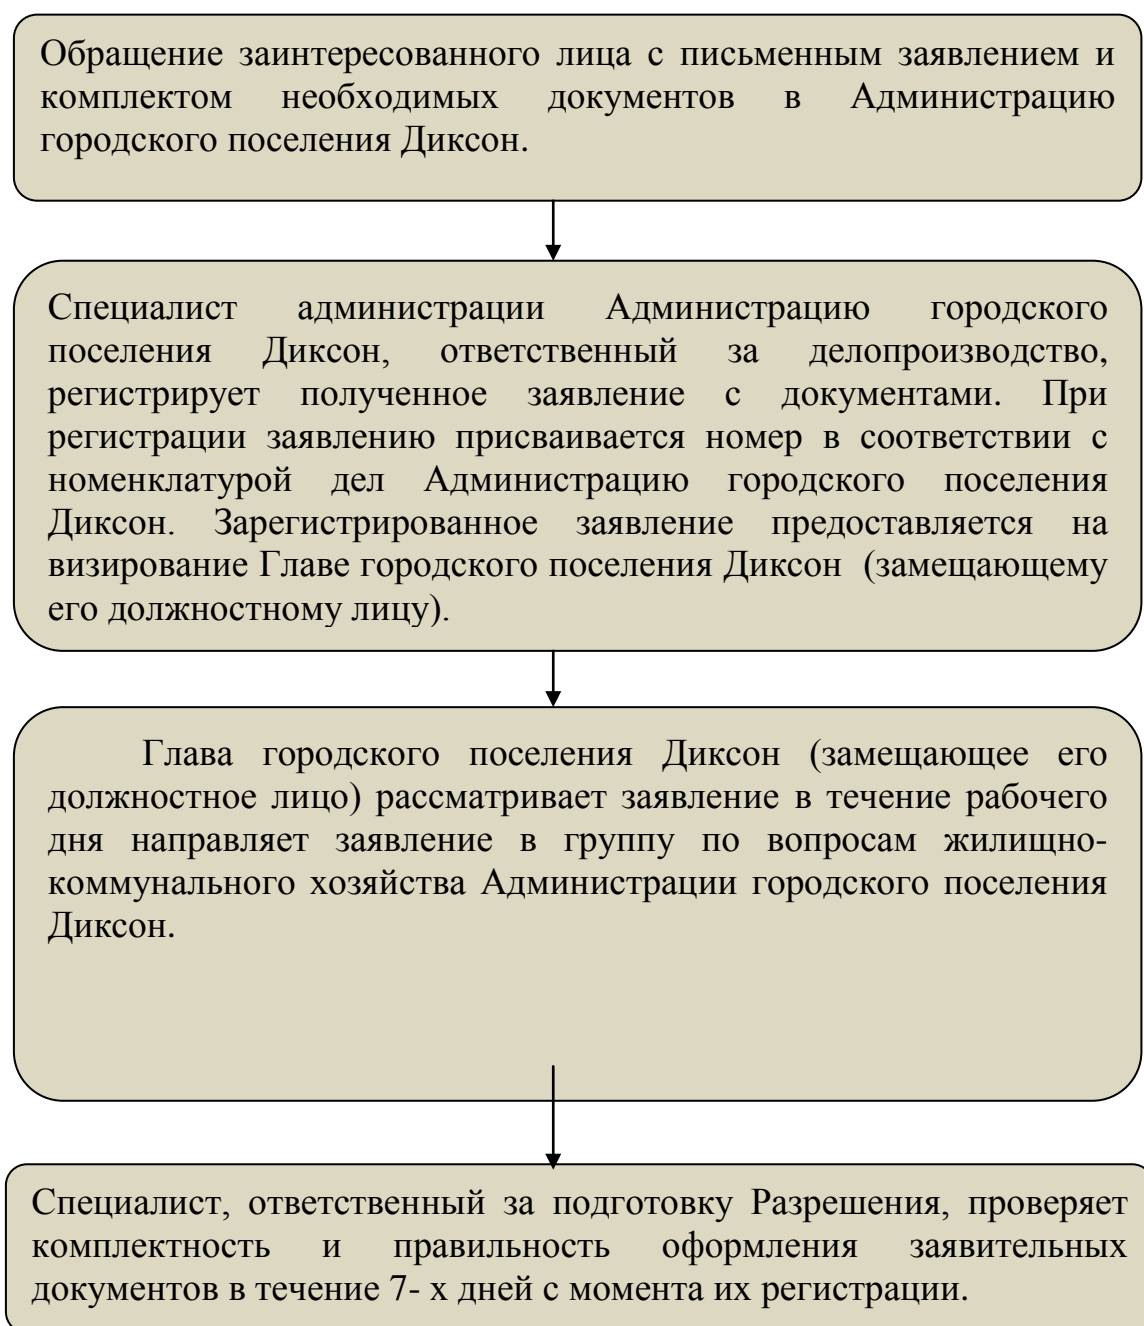 Обращение заинтересованного лица с письменным заявлением и
комплектом необходимых документов в Администрацию
городского поселения Диксон.
Специалист администрации Администрацию городского
поселения Диксон, ответственный за делопроизводство,
регистрирует полученное заявление с документами. При
регистрации заявлению присваивается номер в соответствии с
номенклатурой дел Администрацию городского поселения
Диксон. Зарегистрированное заявление предоставляется на
визирование Главе городского поселения Диксон (замещающему
его должностному лицу).
Глава городского поселения Диксон (замещающее его
должностное лицо) рассматривает заявление в течение рабочего
дня направляет заявление в группу по вопросам жилищно-
коммунального хозяйства Администрации городского поселения
Диксон.
Специалист, ответственный за подготовку Разрешения, проверяет
комплектность и правильность оформления заявительных
документов в течение 7- х дней с момента их регистрации.